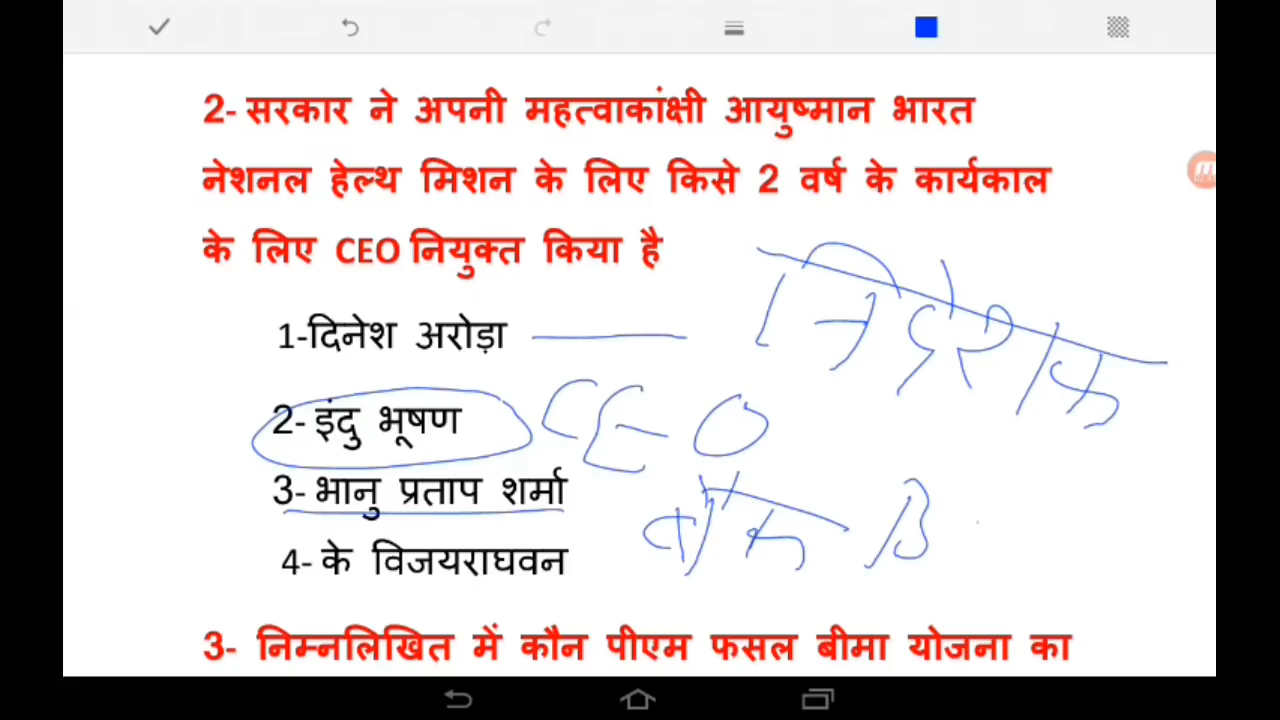 2- सरकार ने अपनी महत्वाकांक्षी आयुष्मान भारत
नेशनल हेल्थ मिशन के लिए किसे 2 वर्ष के कार्यकाल
के लिए CEO नियुक्त किया है
1-दिनेश अरोड़ा
निदेशक
2- इंदु भूषण
CEO
3- भानु प्रताप शर्मा
बैंक B
4- के विजयराघवन
3- निम्नलिखित में कौन पीएम फसल बीमा योजना का